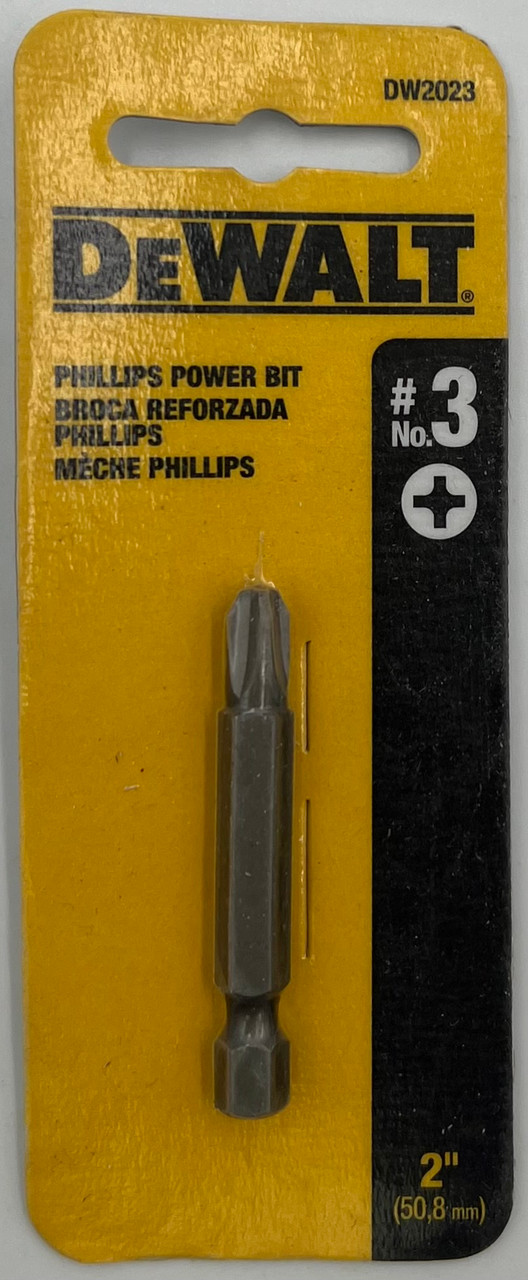 DW2023
DEWALT®
PHILLIPS POWER BIT
BROCA REFORZADA
PHILLIPS
MÈCHE PHILLIPS
# 3
No.
2"
(50,8 mm)